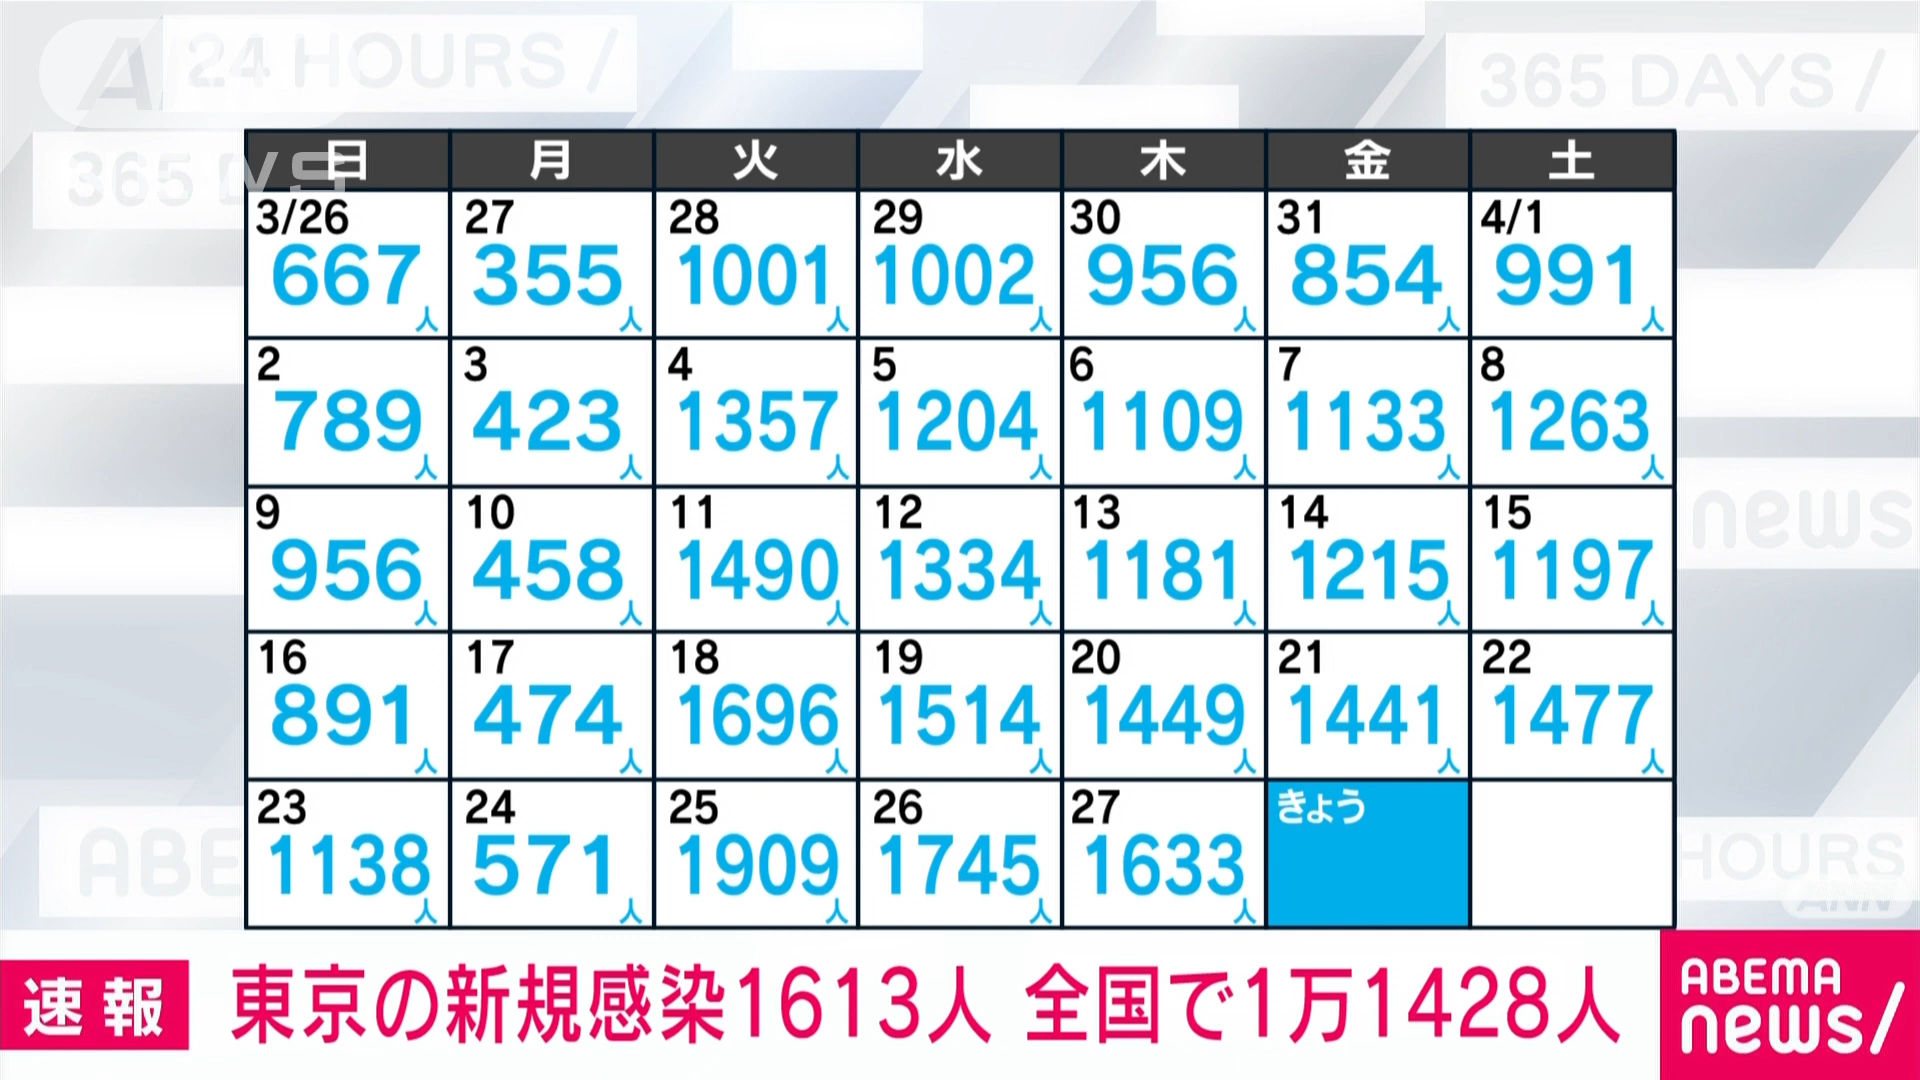 24 HOURS /
365 DAYS /
365 D
日 月 火 水 木 金 土
3/26 27 28 29 30 31 4/1
667人 355人 1001人 1002人 956人 854人 991人
2 3 4 5 6 7 8
789人 423人 1357人 1204人 1109人 1133人 1263人
9 10 11 12 13 14 15
956人 458人 1490人 1334人 1181人 1215人 1197人
news
16 17 18 19 20 21 22
891人 474人 1696人 1514人 1449人 1441人 1477人
23 24 25 26 27 きょう
1138人 571人 1909人 1745人 1633人
ABE
HOURS
ANN
速報 東京の新規感染1613人 全国で1万1428人
ABEMA
news/